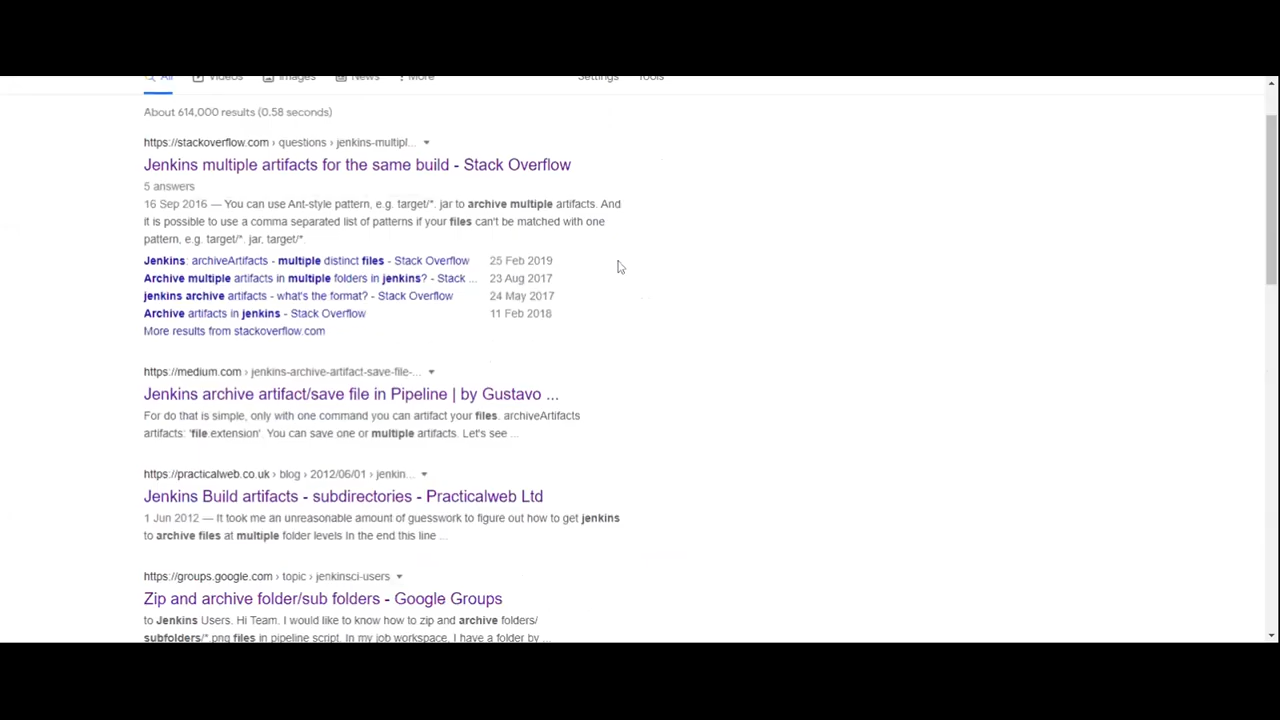 All Videos Images News More Settings Tools
About 614,000 results (0.58 seconds)
https://stackoverflow.com › questions › jenkins-multipl...
Jenkins multiple artifacts for the same build - Stack Overflow
5 answers
16 Sep 2016 — You can use Ant-style pattern, e.g. target/*. jar to archive multiple artifacts. And
it is possible to use a comma separated list of patterns if your files can't be matched with one
pattern, e.g. target/*. jar, target/*.
Jenkins: archiveArtifacts - multiple distinct files - Stack Overflow 25 Feb 2019
Archive multiple artifacts in multiple folders in jenkins? - Stack ... 23 Aug 2017
jenkins archive artifacts - what's the format? - Stack Overflow 24 May 2017
Archive artifacts in jenkins - Stack Overflow 11 Feb 2018
More results from stackoverflow.com
https://medium.com › jenkins-archive-artifact-save-file-...
Jenkins archive artifact/save file in Pipeline | by Gustavo ...
For do that is simple, only with one command you can artifact your files. archiveArtifacts
artifacts: 'file.extension'. You can save one or multiple artifacts. Let's see ...
https://practicalweb.co.uk › blog › 2012/06/01 › jenkin...
Jenkins Build artifacts - subdirectories - Practicalweb Ltd
1 Jun 2012 — It took me an unreasonable amount of guesswork to figure out how to get jenkins
to archive files at multiple folder levels In the end this line ...
https://groups.google.com › topic › jenkinsci-users
Zip and archive folder/sub folders - Google Groups
to Jenkins Users. Hi Team. I would like to know how to zip and archive folders/
subfolders/*.png files in pipeline script. In my job workspace, I have a folder by ...